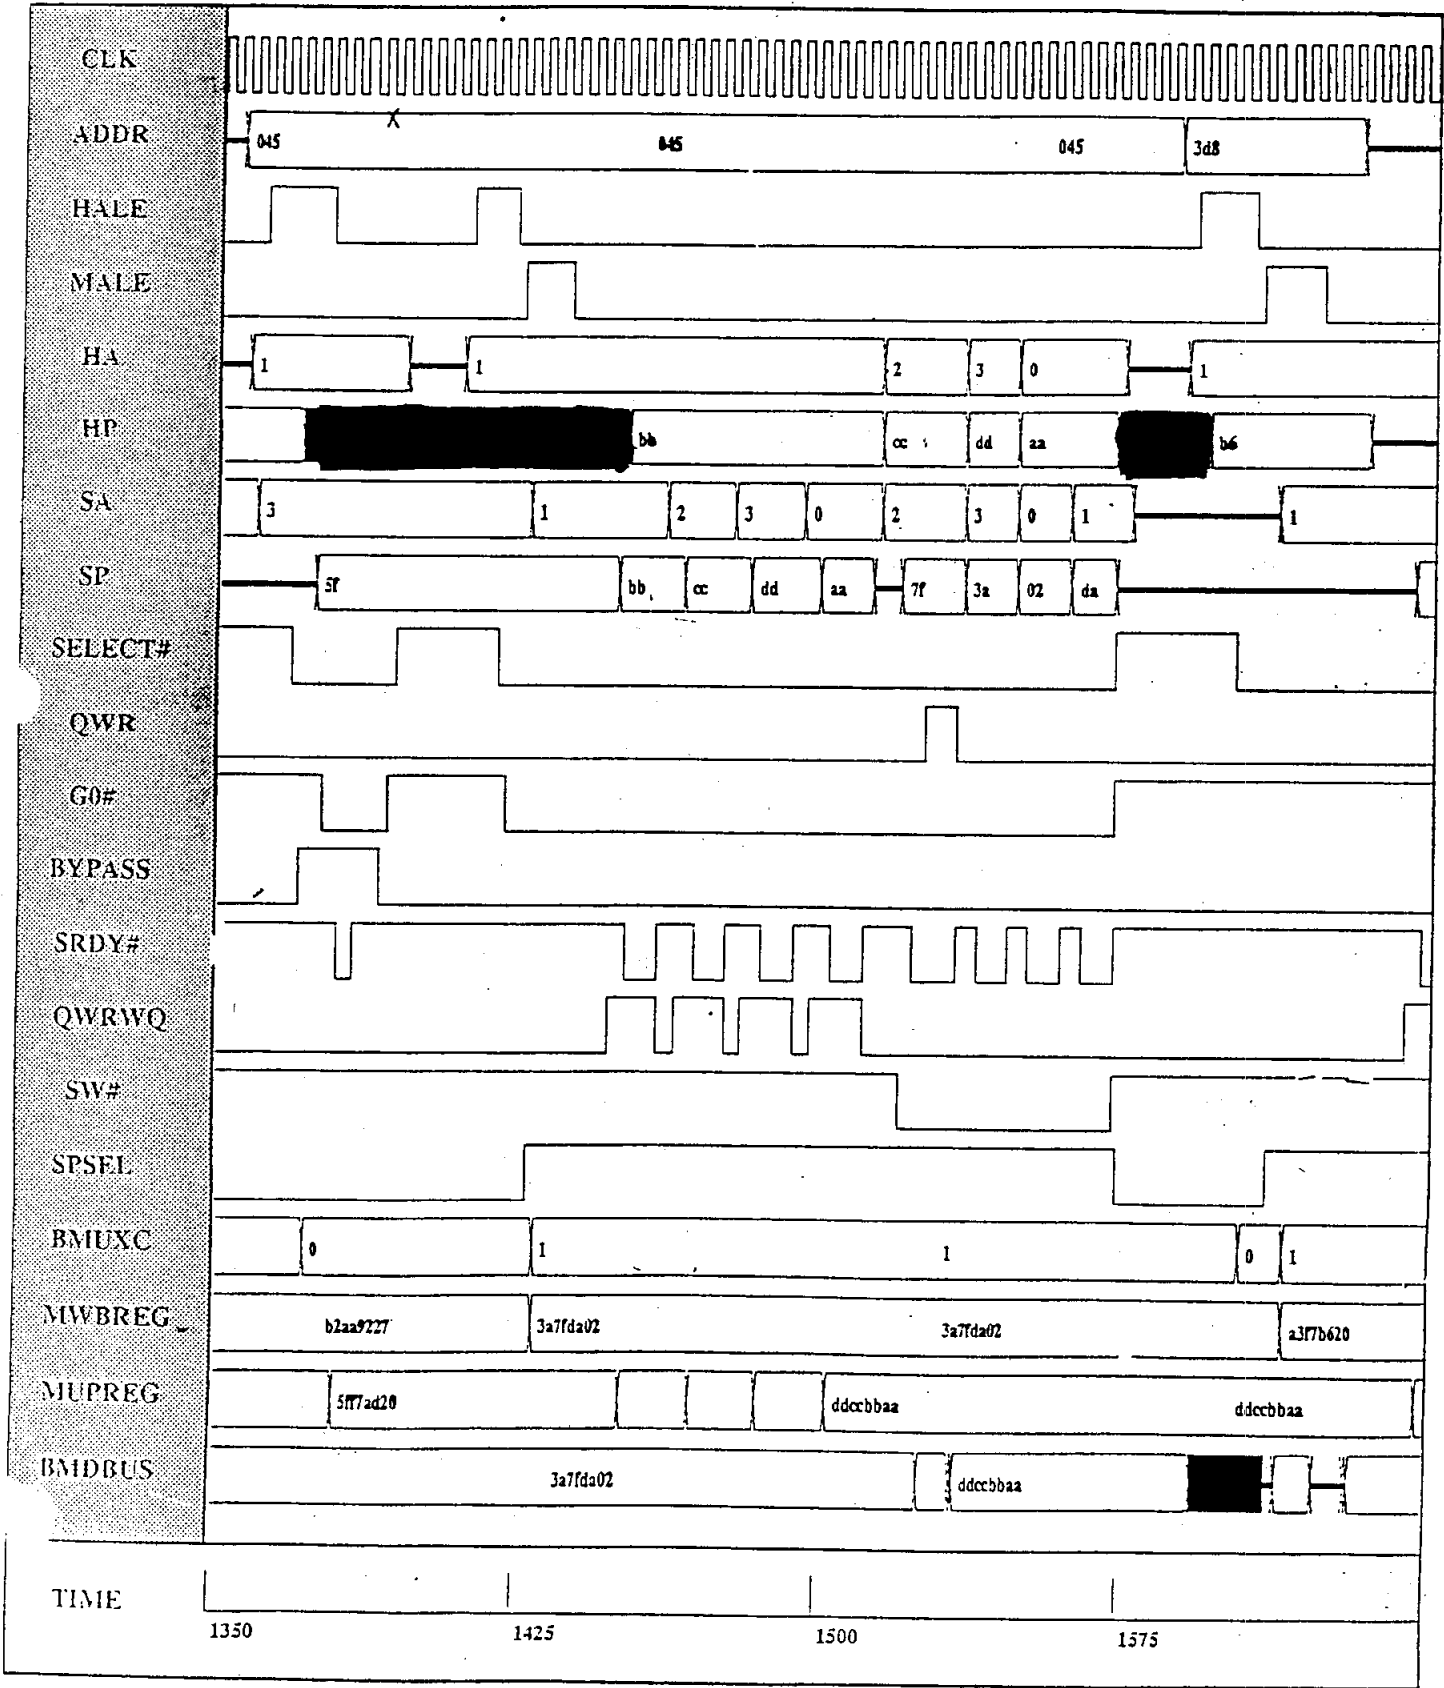 CLK
ADDR 045 045 045 3d8
HALE
MALE
HA 1 1 2 3 0 1
HP bb cc dd aa b6
SA 3 1 2 3 0 2 3 0 1 1
SP 5f bb cc dd aa 7f 3a 02 da
SELECT#
QWR
G0#
BYPASS
SRDY#
QWRWQ
SW#
SPSEL
BMUXC 0 1 1 0 1
MWBREG b2aa9227 3a7fda02 3a7fda02 a3f7b620
MUPREG 5ff7ad20 ddccbbaa ddccbbaa
BMDBUS 3a7fda02 ddccbbaa
TIME
1350 1425 1500 1575